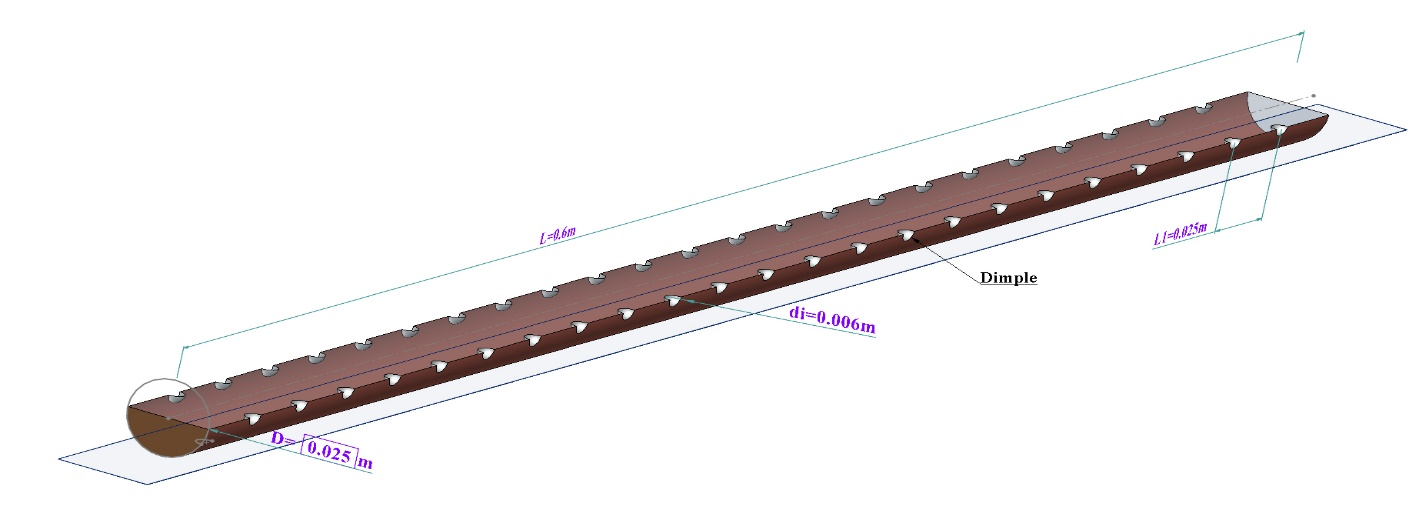 L=0.6m
L1=0.025m
Dimple
di=0.006m
D= 0.025 m